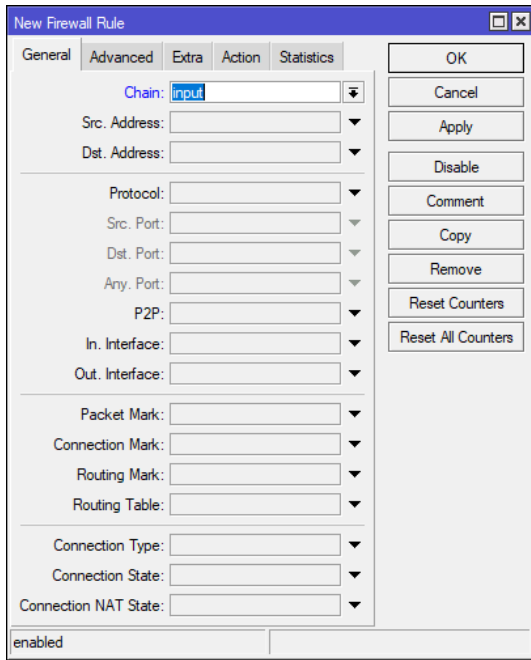 New Firewall Rule
General Advanced Extra Action Statistics
Chain: input
Src. Address:
Dst. Address:
Protocol:
Src. Port:
Dst. Port:
Any. Port:
P2P:
In. Interface:
Out. Interface:
Packet Mark:
Connection Mark:
Routing Mark:
Routing Table:
Connection Type:
Connection State:
Connection NAT State:
OK
Cancel
Apply
Disable
Comment
Copy
Remove
Reset Counters
Reset All Counters
enabled